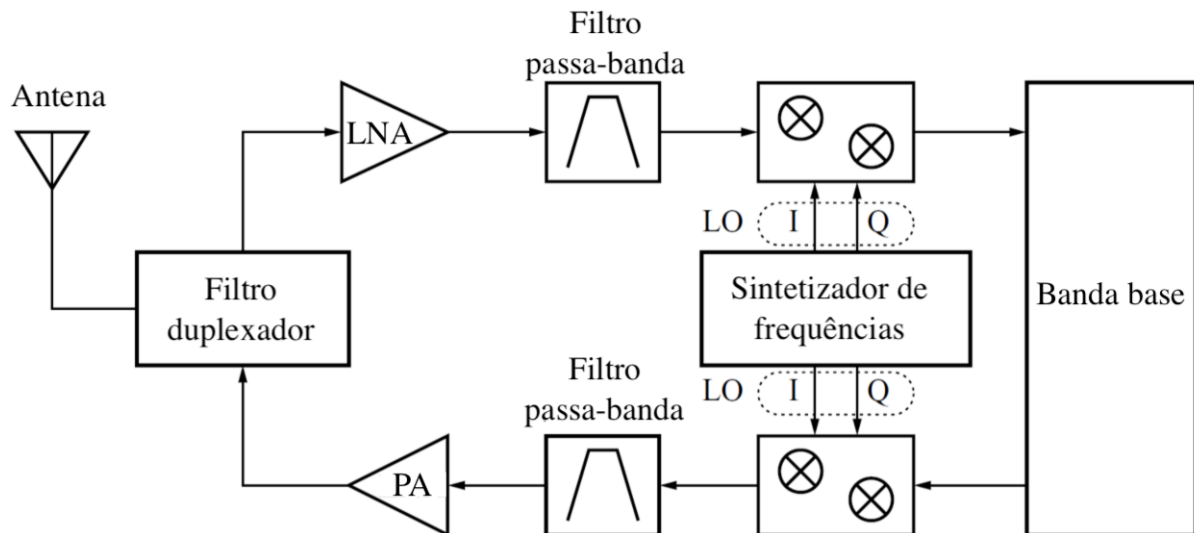 Filtro
passa-banda
Antena
LNA
LO I Q
Filtro
duplexador
Sintetizador de
frequências
Banda base
Filtro
passa-banda
LO I Q
PA